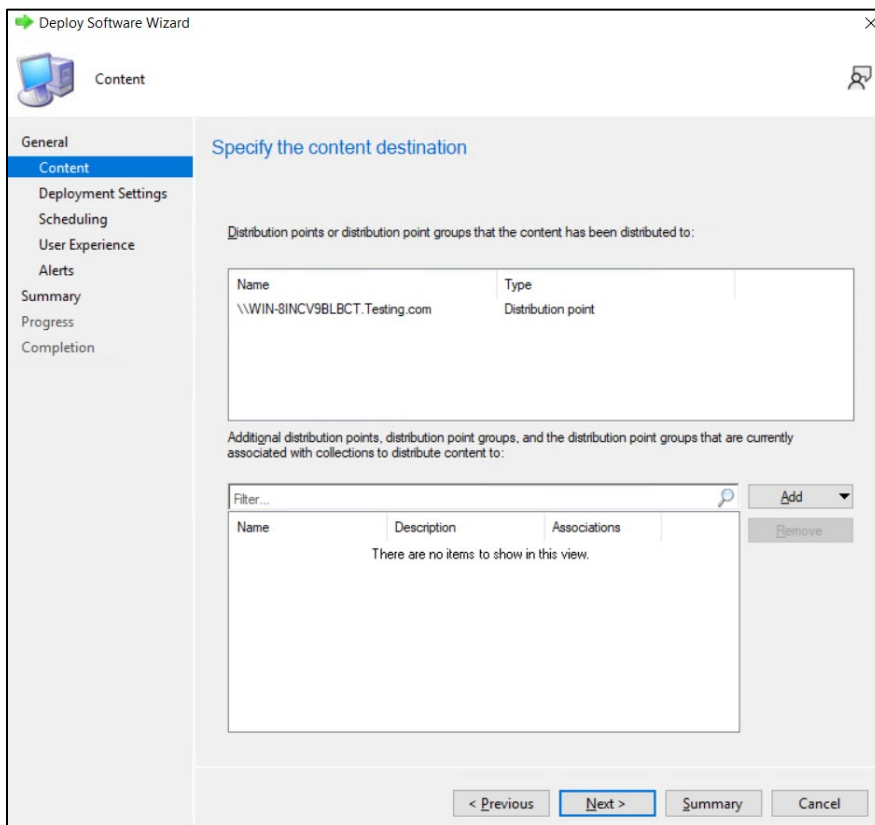 Deploy Software Wizard
Content
General
Content
Deployment Settings
Scheduling
User Experience
Alerts
Summary
Progress
Completion
Specify the content destination
Distribution points or distribution point groups that the content has been distributed to:
Name Type
\\WIN-8INCV9BLBCT.Testing.com Distribution point
Additional distribution points, distribution point groups, and the distribution point groups that are currently
associated with collections to distribute content to:
Filter...
Add
Name Description Associations
Remove
There are no items to show in this view.
< Previous Next > Summary Cancel